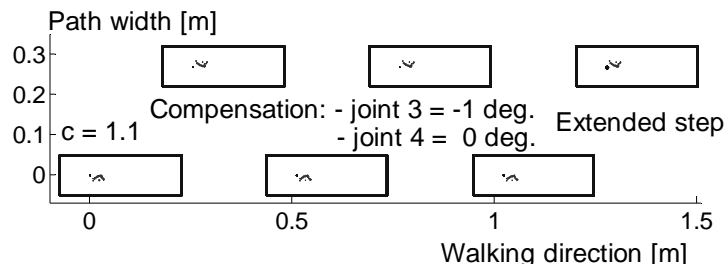 Path width [m]
0.3
0.2
Compensation: - joint 3 = -1 deg.
c = 1.1
Extended step
0.1
- joint 4 = 0 deg.
0
0
0.5
1
1.5
Walking direction [m]